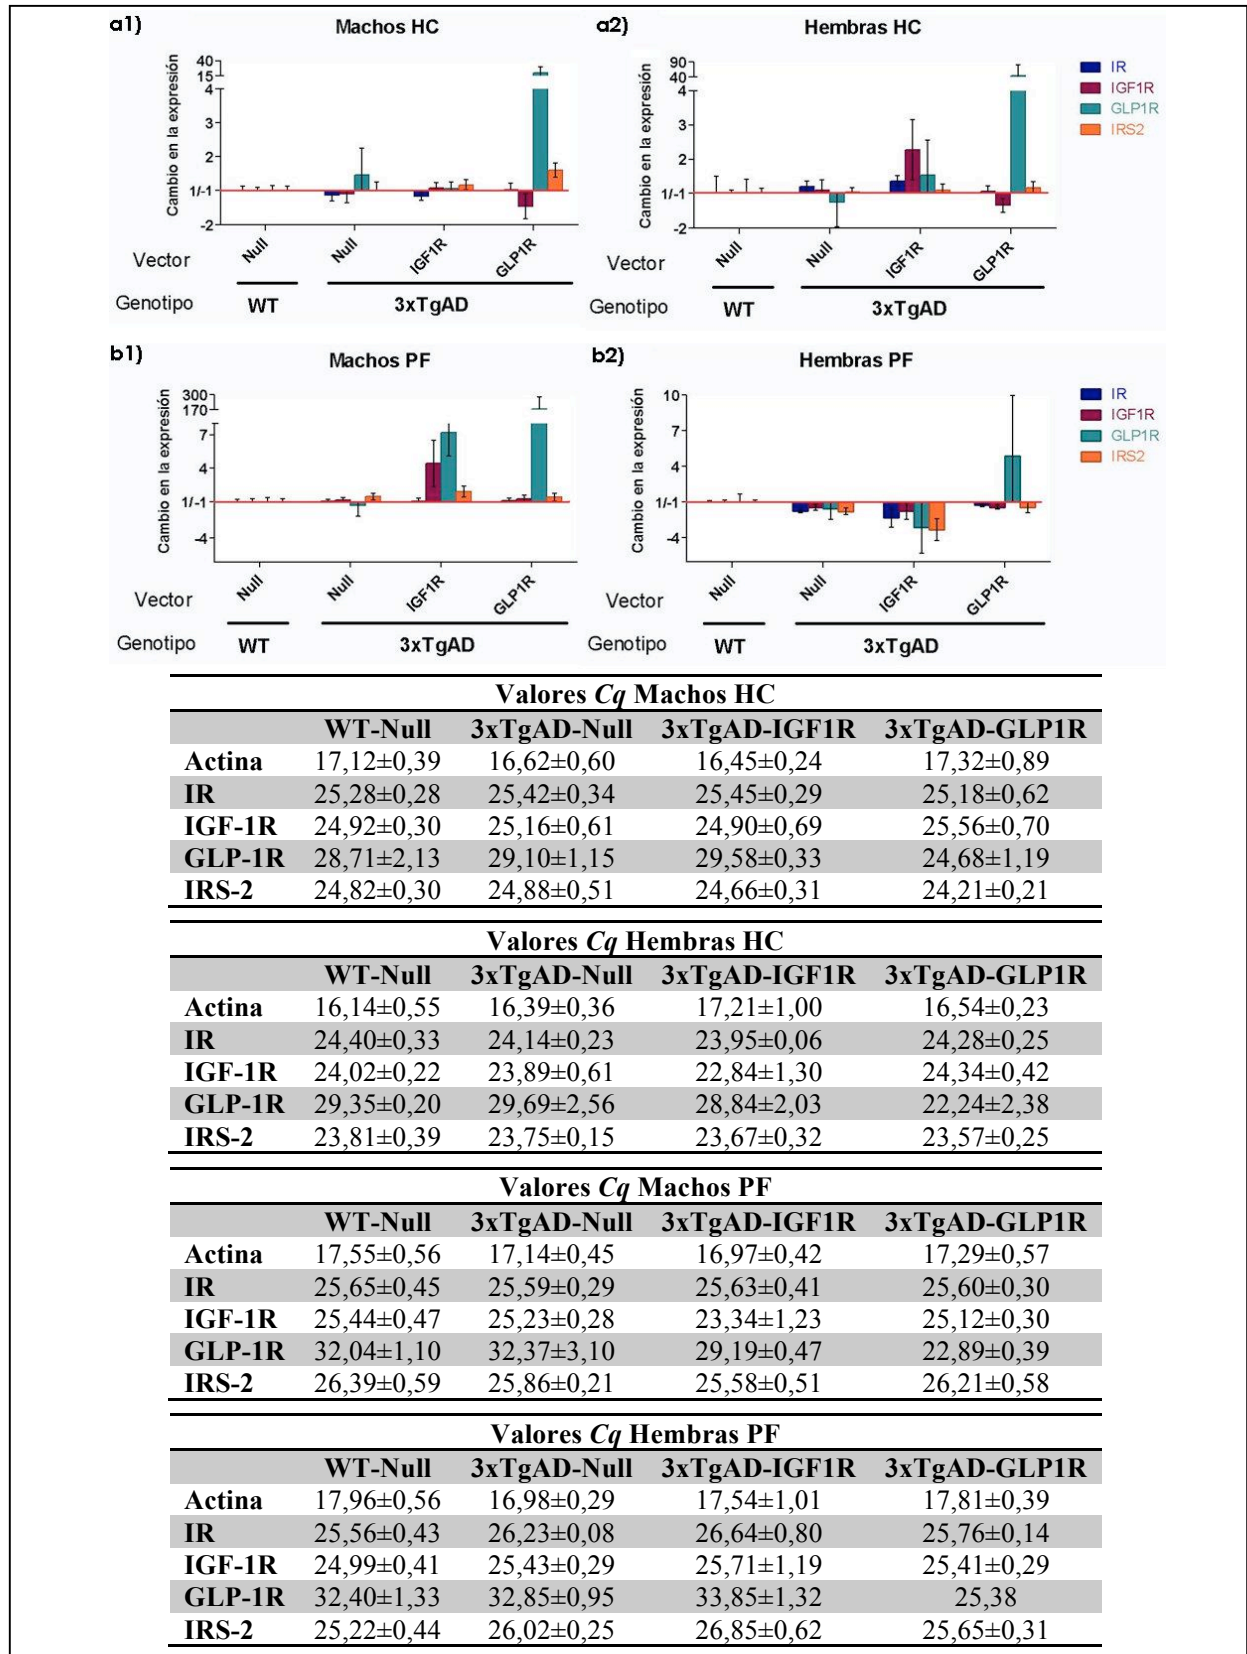 a1) Machos HC
Cambio en la expresión
40
15
4
3
2
1/-1
-2
Vector Null Null IGF1R GLP1R
Genotipo WT 3xTgAD
a2) Hembras HC
Cambio en la expresión
90
40
4
3
2
1/-1
-2
Vector Null Null IGF1R GLP1R
Genotipo WT 3xTgAD
IR
IGF1R
GLP1R
IRS2
b1) Machos PF
Cambio en la expresión
300
170
7
4
1/-1
-4
Vector Null Null IGF1R GLP1R
Genotipo WT 3xTgAD
b2) Hembras PF
Cambio en la expresión
10
7
4
1/-1
-4
Vector Null Null IGF1R GLP1R
Genotipo WT 3xTgAD
IR
IGF1R
GLP1R
IRS2
Valores Cq Machos HC
WT-Null 3xTgAD-Null 3xTgAD-IGF1R 3xTgAD-GLP1R
Actina 17,12±0,39 16,62±0,60 16,45±0,24 17,32±0,89
IR 25,28±0,28 25,42±0,34 25,45±0,29 25,18±0,62
IGF-1R 24,92±0,30 25,16±0,61 24,90±0,69 25,56±0,70
GLP-1R 28,71±2,13 29,10±1,15 29,58±0,33 24,68±1,19
IRS-2 24,82±0,30 24,88±0,51 24,66±0,31 24,21±0,21
Valores Cq Hembras HC
WT-Null 3xTgAD-Null 3xTgAD-IGF1R 3xTgAD-GLP1R
Actina 16,14±0,55 16,39±0,36 17,21±1,00 16,54±0,23
IR 24,40±0,33 24,14±0,23 23,95±0,06 24,28±0,25
IGF-1R 24,02±0,22 23,89±0,61 22,84±1,30 24,34±0,42
GLP-1R 29,35±0,20 29,69±2,56 28,84±2,03 22,24±2,38
IRS-2 23,81±0,39 23,75±0,15 23,67±0,32 23,57±0,25
Valores Cq Machos PF
WT-Null 3xTgAD-Null 3xTgAD-IGF1R 3xTgAD-GLP1R
Actina 17,55±0,56 17,14±0,45 16,97±0,42 17,29±0,57
IR 25,65±0,45 25,59±0,29 25,63±0,41 25,60±0,30
IGF-1R 25,44±0,47 25,23±0,28 23,34±1,23 25,12±0,30
GLP-1R 32,04±1,10 32,37±3,10 29,19±0,47 22,89±0,39
IRS-2 26,39±0,59 25,86±0,21 25,58±0,51 26,21±0,58
Valores Cq Hembras PF
WT-Null 3xTgAD-Null 3xTgAD-IGF1R 3xTgAD-GLP1R
Actina 17,96±0,56 16,98±0,29 17,54±1,01 17,81±0,39
IR 25,56±0,43 26,23±0,08 26,64±0,80 25,76±0,14
IGF-1R 24,99±0,41 25,43±0,29 25,71±1,19 25,41±0,29
GLP-1R 32,40±1,33 32,85±0,95 33,85±1,32 25,38
IRS-2 25,22±0,44 26,02±0,25 26,85±0,62 25,65±0,31